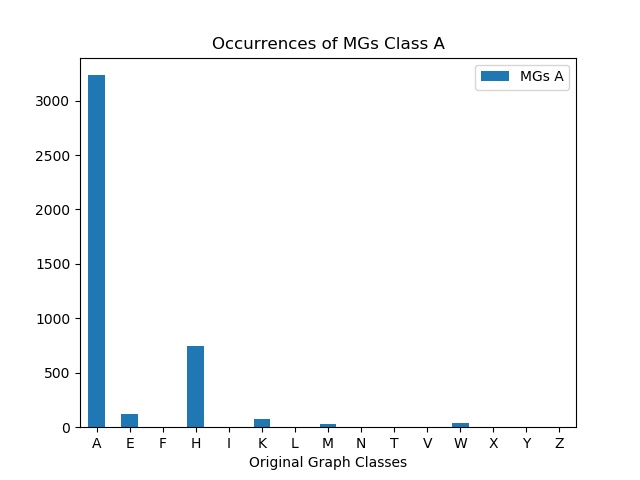 Occurrences of MGs Class A
MGs A
3000
2500
2000
1500
1000
500
0
A E F H I K L M N T V W X Y Z
Original Graph Classes